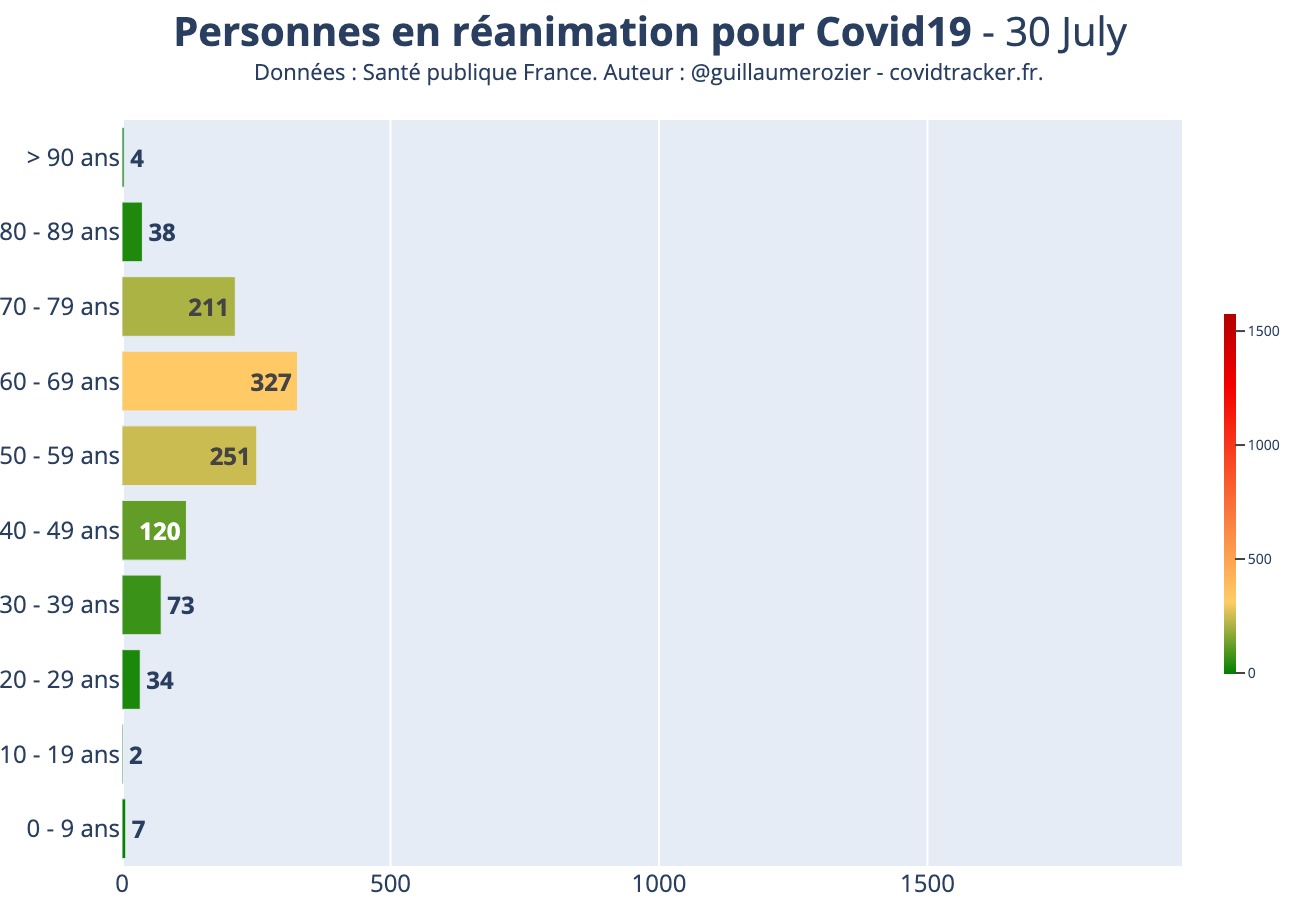 Personnes en réanimation pour Covid19 - 30 July
Données : Santé publique France. Auteur : @guillaumerozier - covidtracker.fr.
> 90 ans 4
80 - 89 ans 38
70 - 79 ans 211
60 - 69 ans 327
50 - 59 ans 251
40 - 49 ans 120
30 - 39 ans 73
20 - 29 ans 34
10 - 19 ans 2
0 - 9 ans 7
0 500 1000 1500
1500
1000
500
0